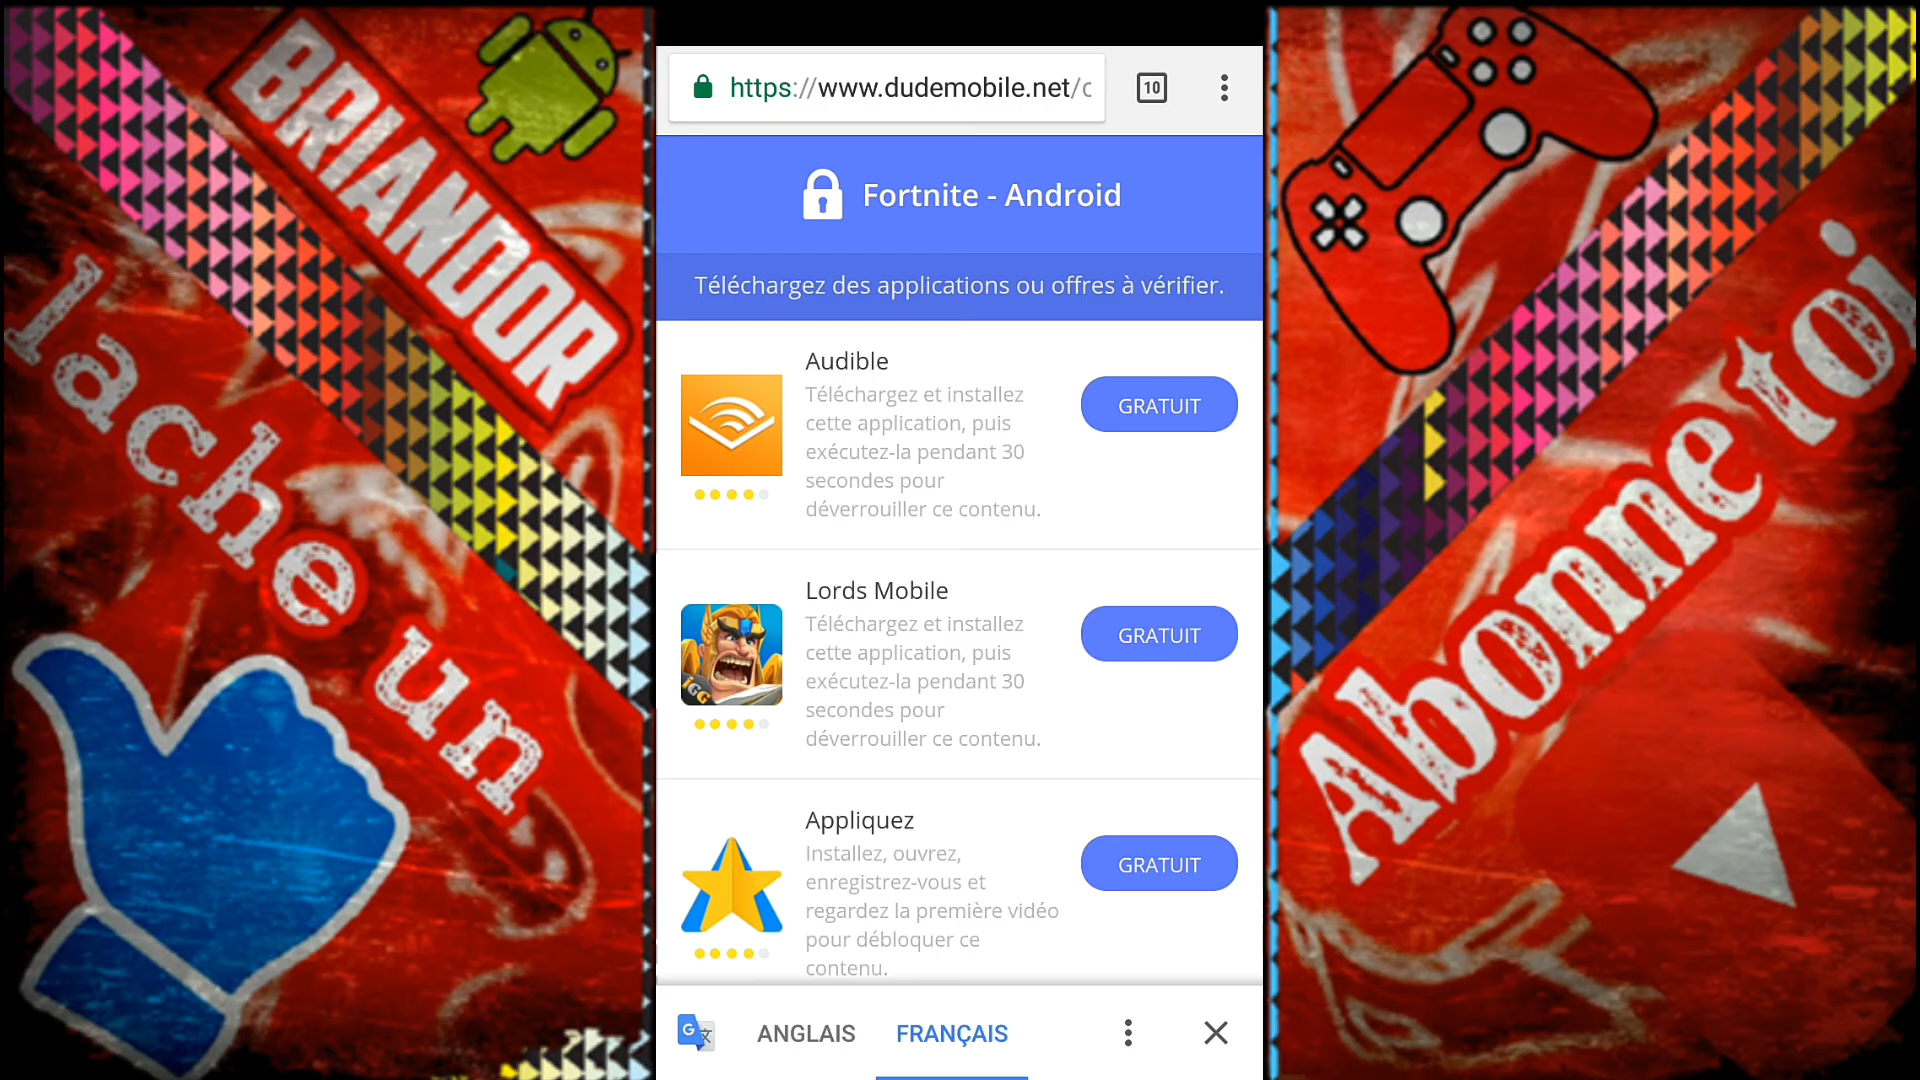 BRIANDOR
lache un
https://www.dudemobile.net/c
10
Fortnite - Android
Téléchargez des applications ou offres à vérifier.
Audible
Téléchargez et installez
cette application, puis
exécutez-la pendant 30
secondes pour
déverrouiller ce contenu.
GRATUIT
Lords Mobile
Téléchargez et installez
cette application, puis
exécutez-la pendant 30
secondes pour
déverrouiller ce contenu.
GRATUIT
IGG
Appliquez
Installez, ouvrez,
enregistrez-vous et
regardez la première vidéo
pour débloquer ce
contenu.
GRATUIT
G
ANGLAIS
FRANÇAIS
Abonne toi